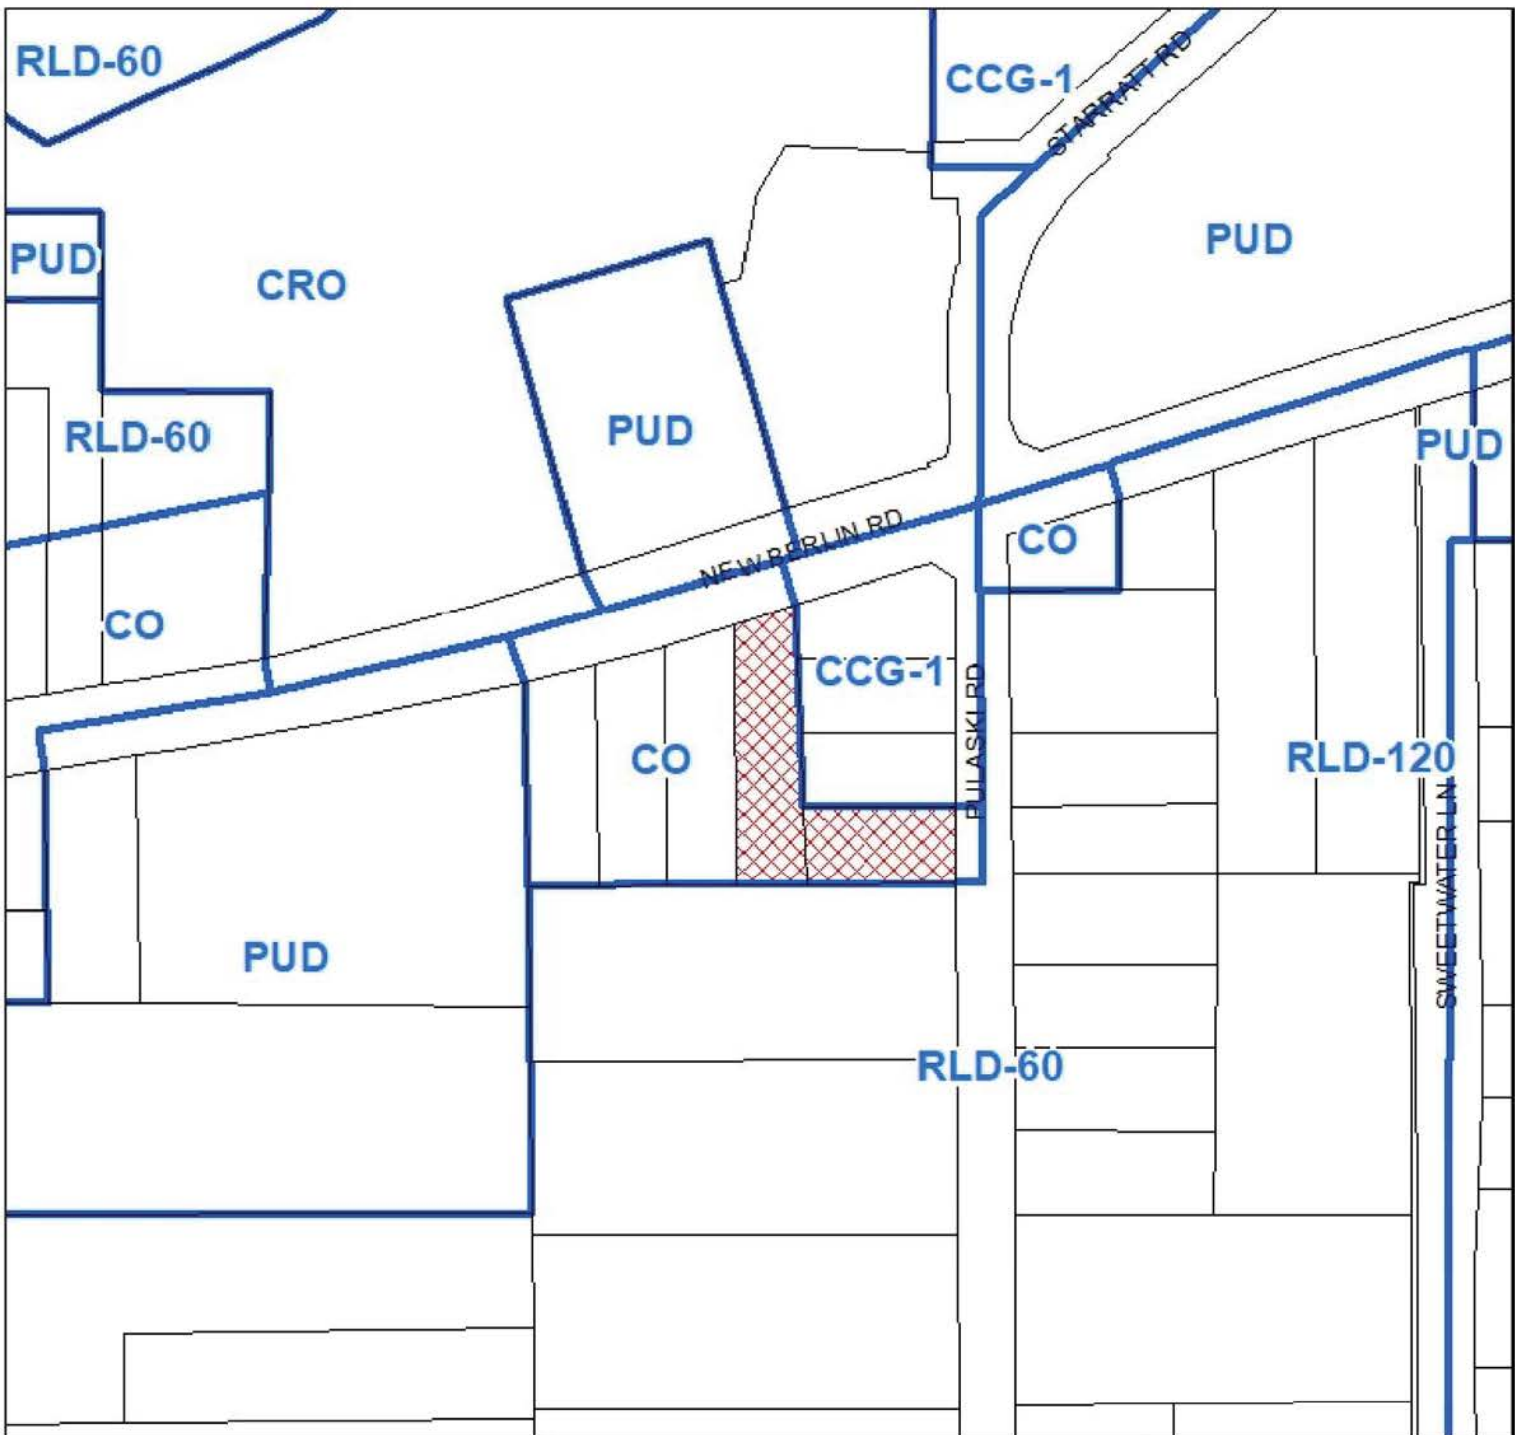 RLD-60
CCG-1
STARRATT RD
PUD
PUD
CRO
RLD-60
PUD
PUD
NEW BERLIN RD
CO
CO
CCG-1
PULASKI RD
CO
RLD-120
SWEETWATER LN
PUD
RLD-60